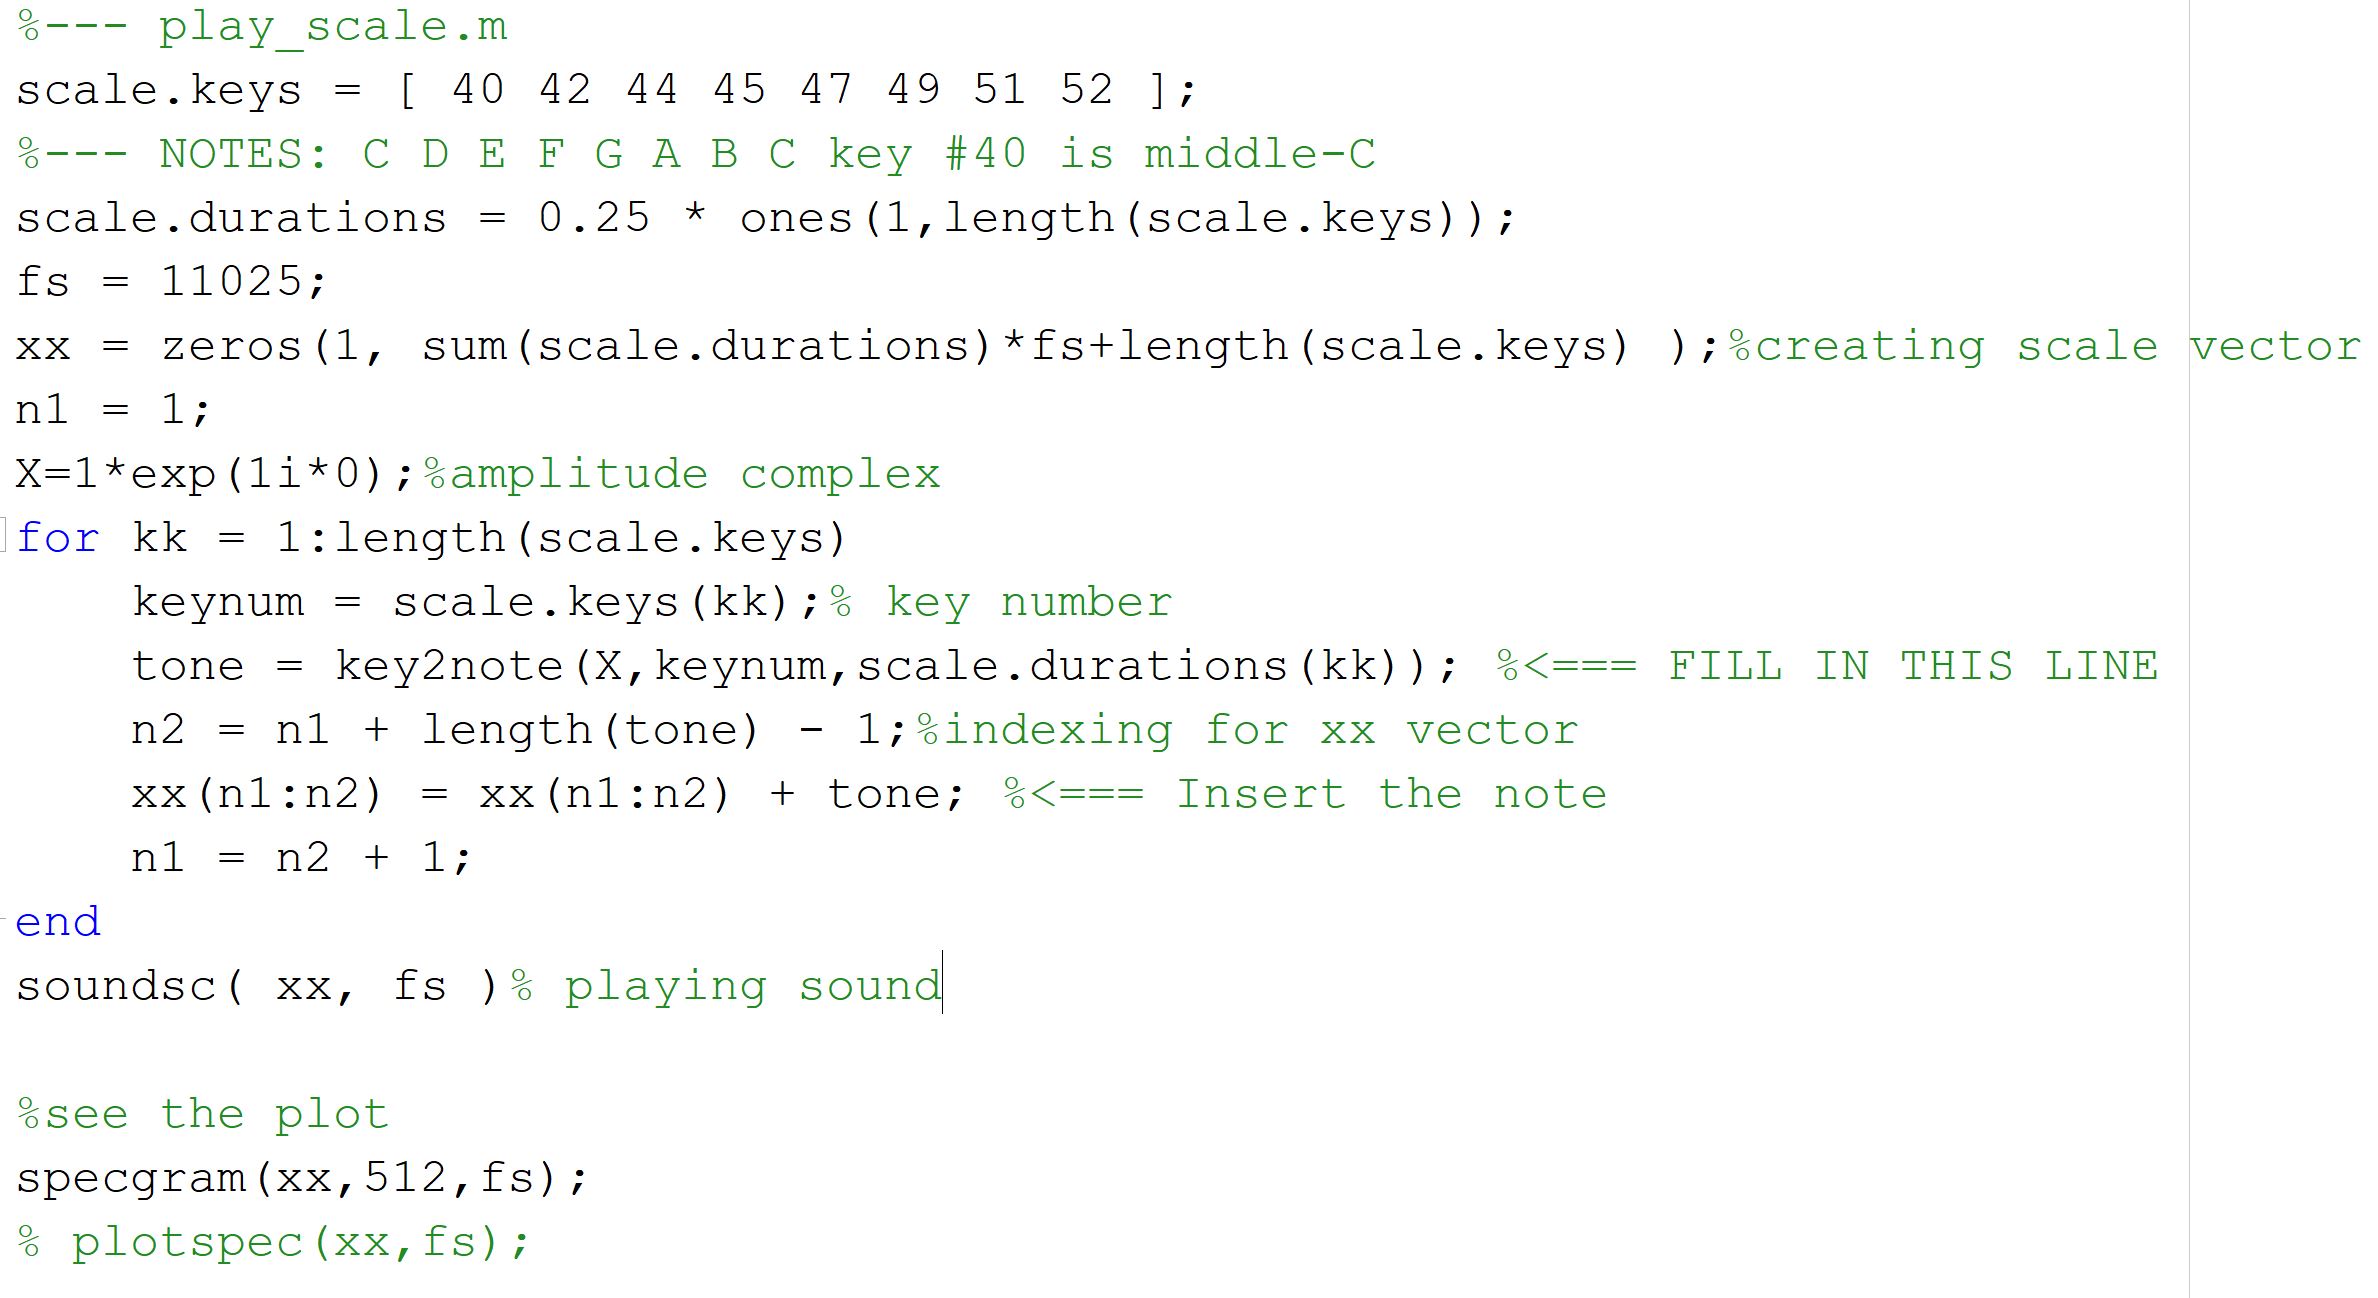 %--- play_scale.m
scale.keys = [ 40 42 44 45 47 49 51 52 ];
%--- NOTES: C D E F G A B C key #40 is middle-C
scale.durations = 0.25 * ones(1,length(scale.keys));
fs = 11025;
xx = zeros(1, sum(scale.durations)*fs+length(scale.keys) );%creating scale vector
n1 = 1;
X=1*exp(1i*0);%amplitude complex
for kk = 1:length(scale.keys)
    keynum = scale.keys(kk);% key number
    tone = key2note(X,keynum,scale.durations(kk)); %<=== FILL IN THIS LINE
    n2 = n1 + length(tone) - 1;%indexing for xx vector
    xx(n1:n2) = xx(n1:n2) + tone; %<=== Insert the note
    n1 = n2 + 1;
end
soundsc( xx, fs )% playing sound
%see the plot
specgram(xx,512,fs);
% plotspec(xx,fs);